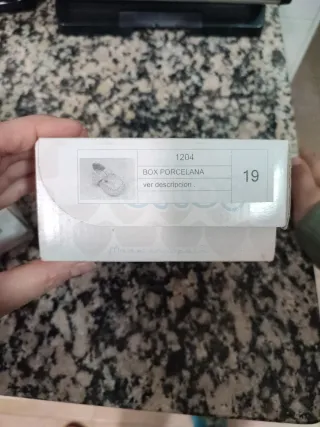 1204
BOX PORCELANA
19
ver descripcion